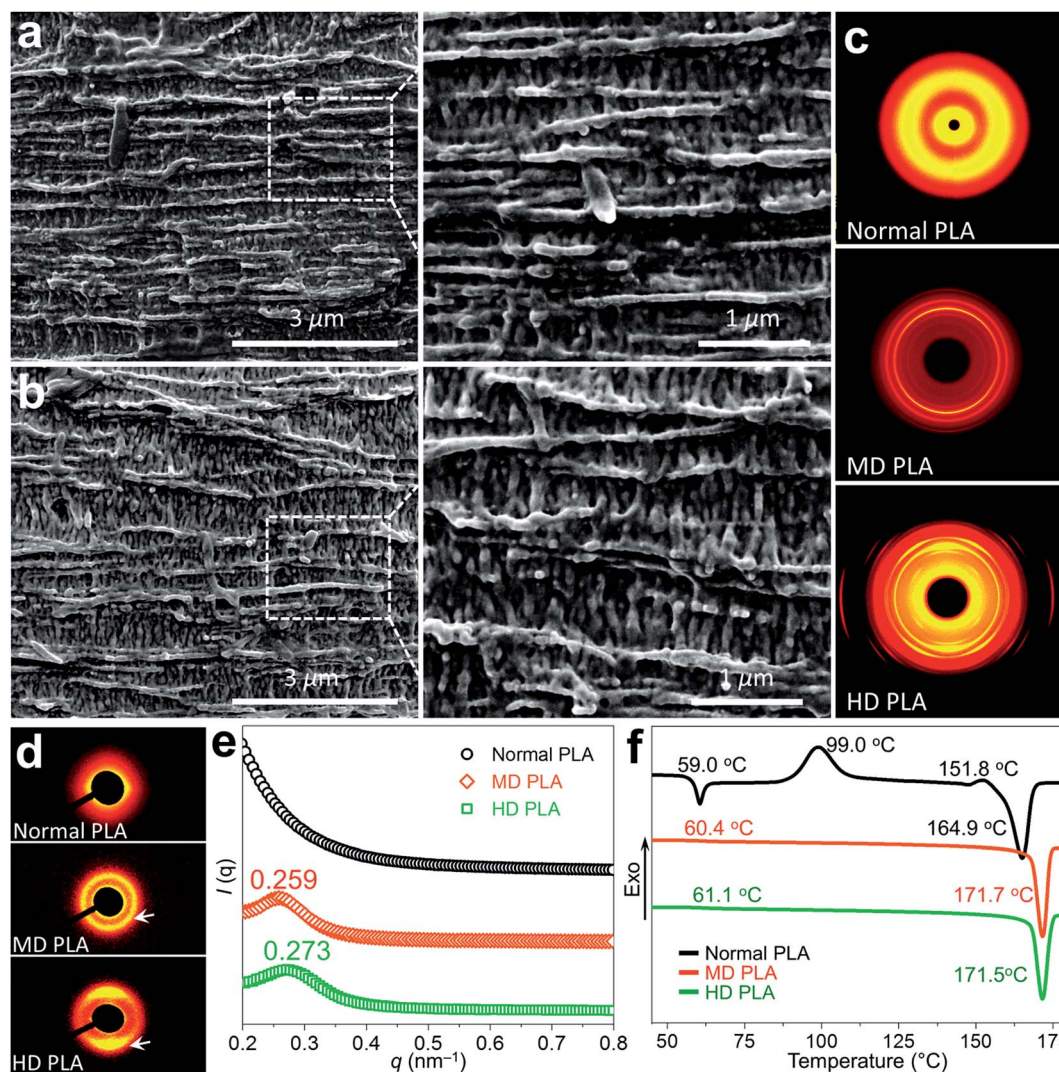 a
3 μm
1 μm
b
3 μm
1 μm
c
Normal PLA
MD PLA
HD PLA
d
Normal PLA
MD PLA
HD PLA
e
Normal PLA
MD PLA
HD PLA
0.259
0.273
I (q)
0.2 0.3 0.4 0.5 0.6 0.7 0.8
q (nm⁻¹)
f
59.0 °C
99.0 °C
151.8 °C
164.9 °C
60.4 °C
171.7 °C
61.1 °C
171.5°C
Exo
Normal PLA
MD PLA
HD PLA
50 75 100 125 150 17
Temperature (°C)